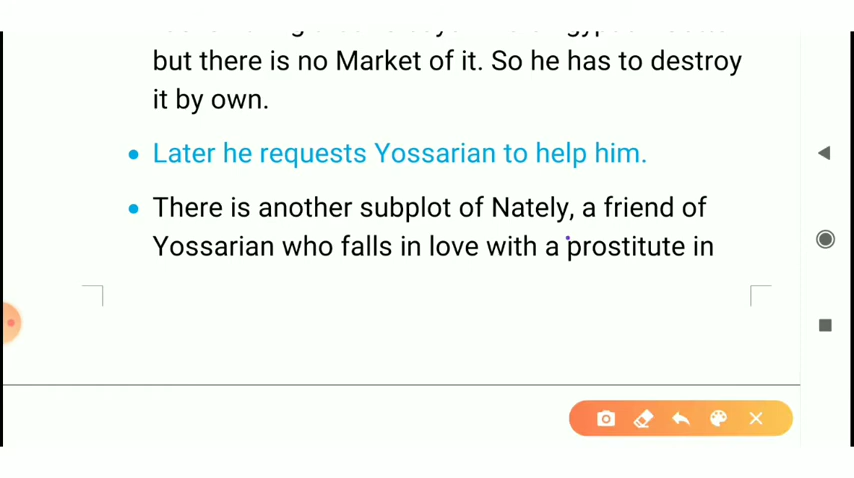 but there is no Market of it. So he has to destroy
it by own.
• Later he requests Yossarian to help him.
• There is another subplot of Nately, a friend of
Yossarian who falls in love with a prostitute in